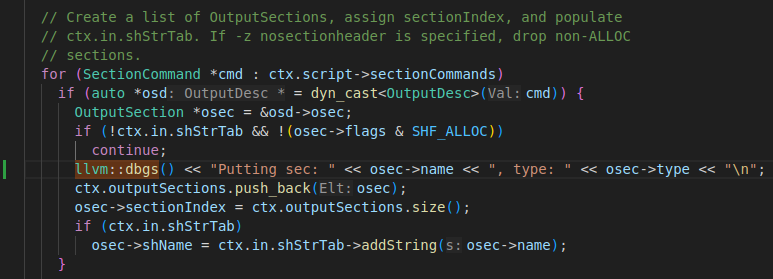 // Create a list of OutputSections, assign sectionIndex, and populate
// ctx.in.shStrTab. If -z nosectionheader is specified, drop non-ALLOC
// sections.
for (SectionCommand *cmd : ctx.script->sectionCommands)
if (auto *osd: OutputDesc * = dyn_cast<OutputDesc>(Val: cmd)) {
OutputSection *osec = &osd->osec;
if (!ctx.in.shStrTab && !(osec->flags & SHF_ALLOC))
continue;
llvm::dbgs() << "Putting sec: " << osec->name << ", type: " << osec->type << "\n";
ctx.outputSections.push_back(Elt: osec);
osec->sectionIndex = ctx.outputSections.size();
if (ctx.in.shStrTab)
osec->shName = ctx.in.shStrTab->addString(s: osec->name);
}